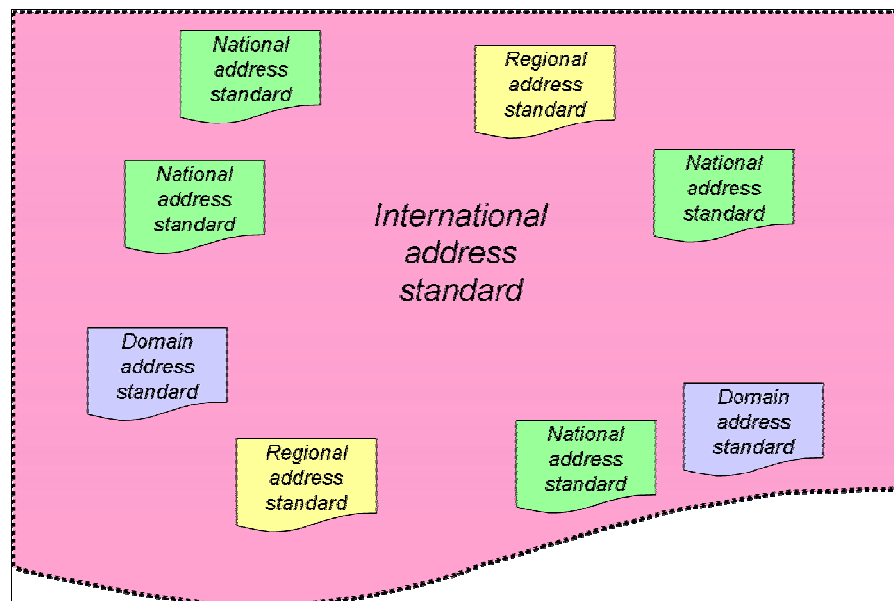 National
address
standard
Regional
address
standard
National
address
standard
National
address
standard
International
address
standard
Domain
address
standard
Domain
address
standard
National
address
standard
Regional
address
standard